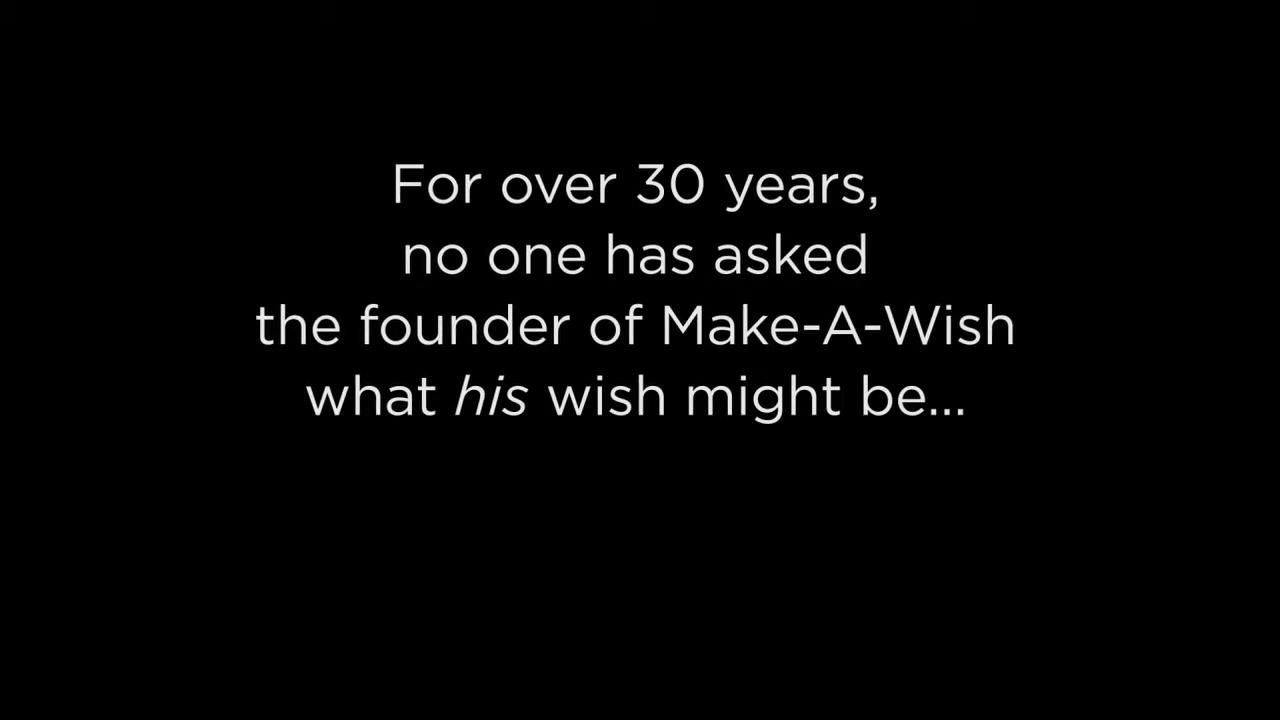 For over 30 years,
no one has asked
the founder of Make-A-Wish
what his wish might be...